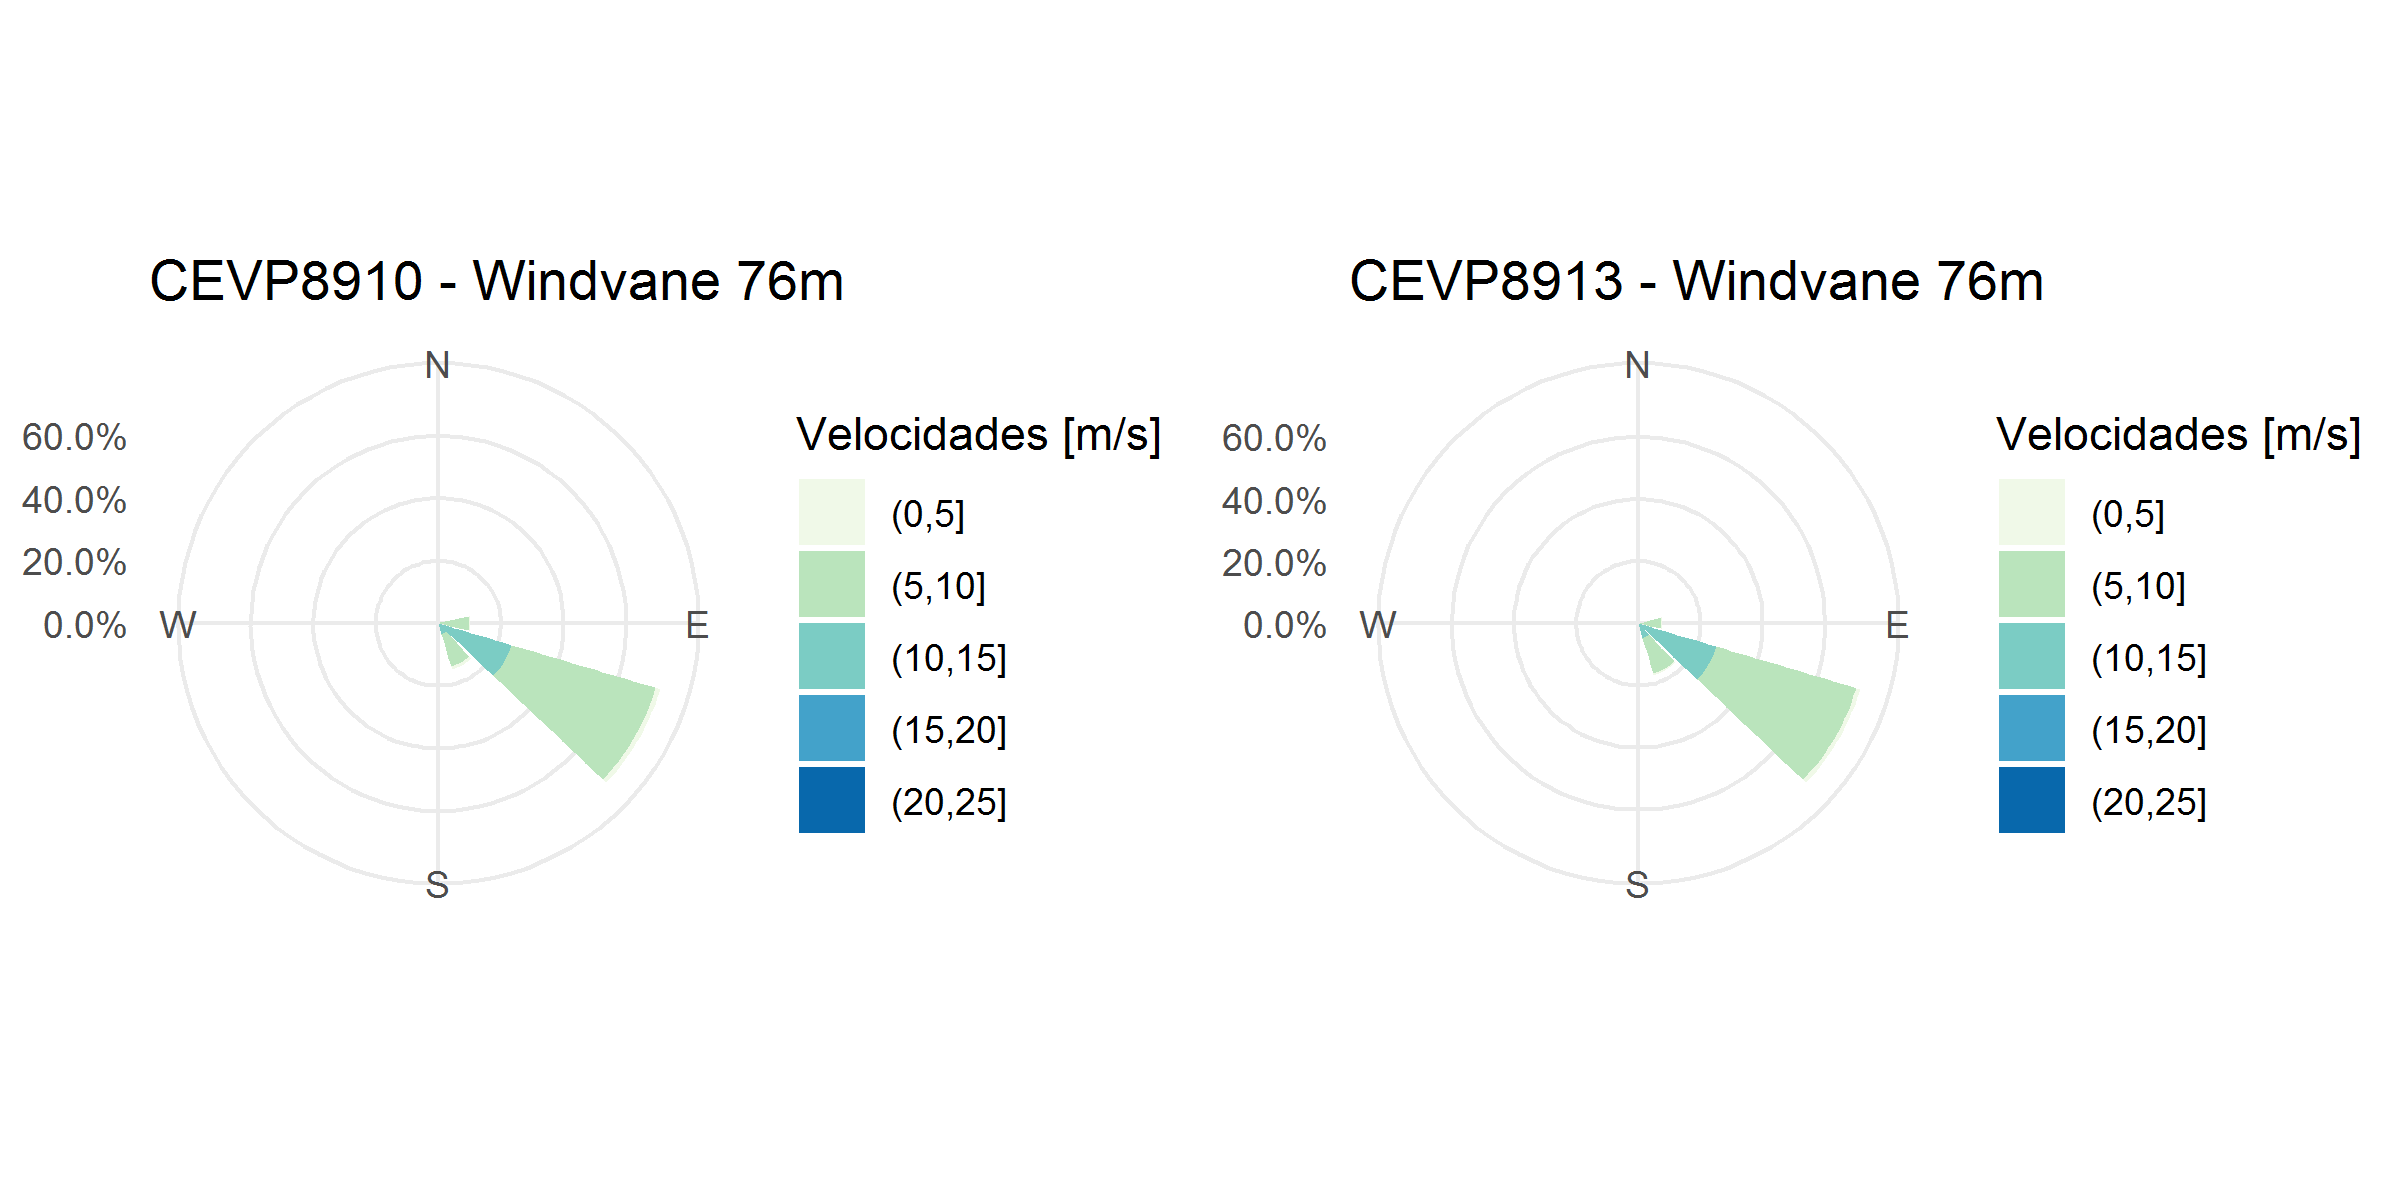 CEVP8910 - Windvane 76m
N
60.0%
40.0%
20.0%
0.0%
W
E
S
Velocidades [m/s]
(0,5]
(5,10]
(10,15]
(15,20]
(20,25]
CEVP8913 - Windvane 76m
N
60.0%
40.0%
20.0%
0.0%
W
E
S
Velocidades [m/s]
(0,5]
(5,10]
(10,15]
(15,20]
(20,25]